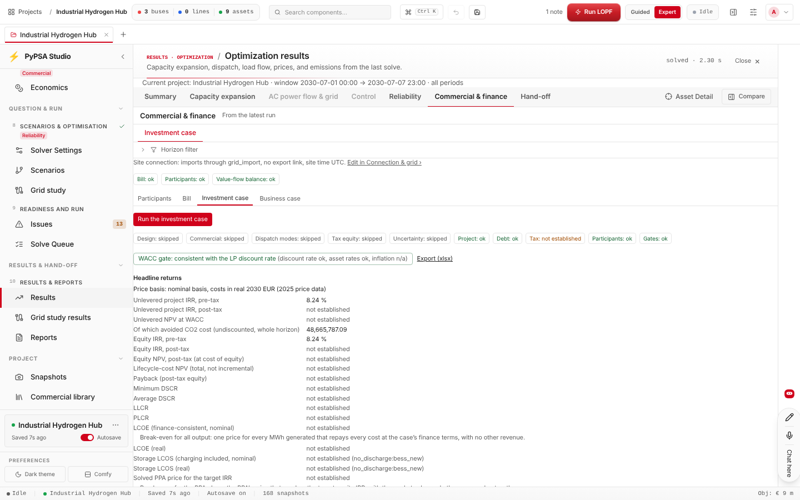 Projects / Industrial Hydrogen Hub
3 buses 0 lines 9 assets
Search components...
Ctrl K
1 note
Run LOPF
Guided Expert
Idle
A
Industrial Hydrogen Hub
PyPSA Studio
Commercial
Economics
QUESTION & RUN
SCENARIOS & OPTIMISATION
Reliability
Solver Settings
Scenarios
Grid study
READINESS AND RUN
Issues 13
Solve Queue
RESULTS & HAND-OFF
RESULTS & REPORTS
Results
Grid study results
Reports
PROJECT
Snapshots
Commercial library
Industrial Hydrogen Hub
Saved 7s ago Autosave
PREFERENCES
Dark theme Comfy
RESULTS · OPTIMIZATION / Optimization results
Capacity expansion, dispatch, load flow, prices, and emissions from the last solve.
solved · 2.30 s Close
Current project: Industrial Hydrogen Hub · window 2030-07-01 00:00 → 2030-07-07 23:00 · all periods
Summary Capacity expansion AC power flow & grid Control Reliability Commercial & finance Hand-off Asset Detail Compare
Commercial & finance From the latest run
Investment case
Horizon filter
Site connection: imports through grid_import, no export link, site time UTC. Edit in Connection & grid ›
Bill: ok Participants: ok Value-flow balance: ok
Participants Bill Investment case Business case
Run the investment case
Design: skipped Commercial: skipped Dispatch modes: skipped Tax equity: skipped Uncertainty: skipped Project: ok Debt: ok Tax: not established Participants: ok Gates: ok
WACC gate: consistent with the LP discount rate (discount rate ok, asset rates ok, inflation n/a) Export (xlsx)
Headline returns
Price basis: nominal basis, costs in real 2030 EUR (2025 price data)
Unlevered project IRR, pre-tax 8.24 %
Unlevered project IRR, post-tax not established
Unlevered NPV at WACC not established
Of which avoided CO2 cost (undiscounted, whole horizon) 48,665,787.09
Equity IRR, pre-tax 8.24 %
Equity IRR, post-tax not established
Equity NPV, post-tax (at cost of equity) not established
Lifecycle-cost NPV (total, not incremental) not established
Payback (post-tax equity) not established
Minimum DSCR not established
Average DSCR not established
LLCR not established
PLCR not established
LCOE (finance-consistent, nominal) not established
Break-even for all output: one price for every MWh generated that repays every cost at the case's finance terms, with no other revenue.
LCOE (real) not established
Storage LCOS (charging included, nominal) not established (no_discharge:bess_new)
Storage LCOS (real) not established (no_discharge:bess_new)
Solved PPA price for the target IRR not established
Chat here
Idle Industrial Hydrogen Hub Saved 7s ago Autosave on 168 snapshots